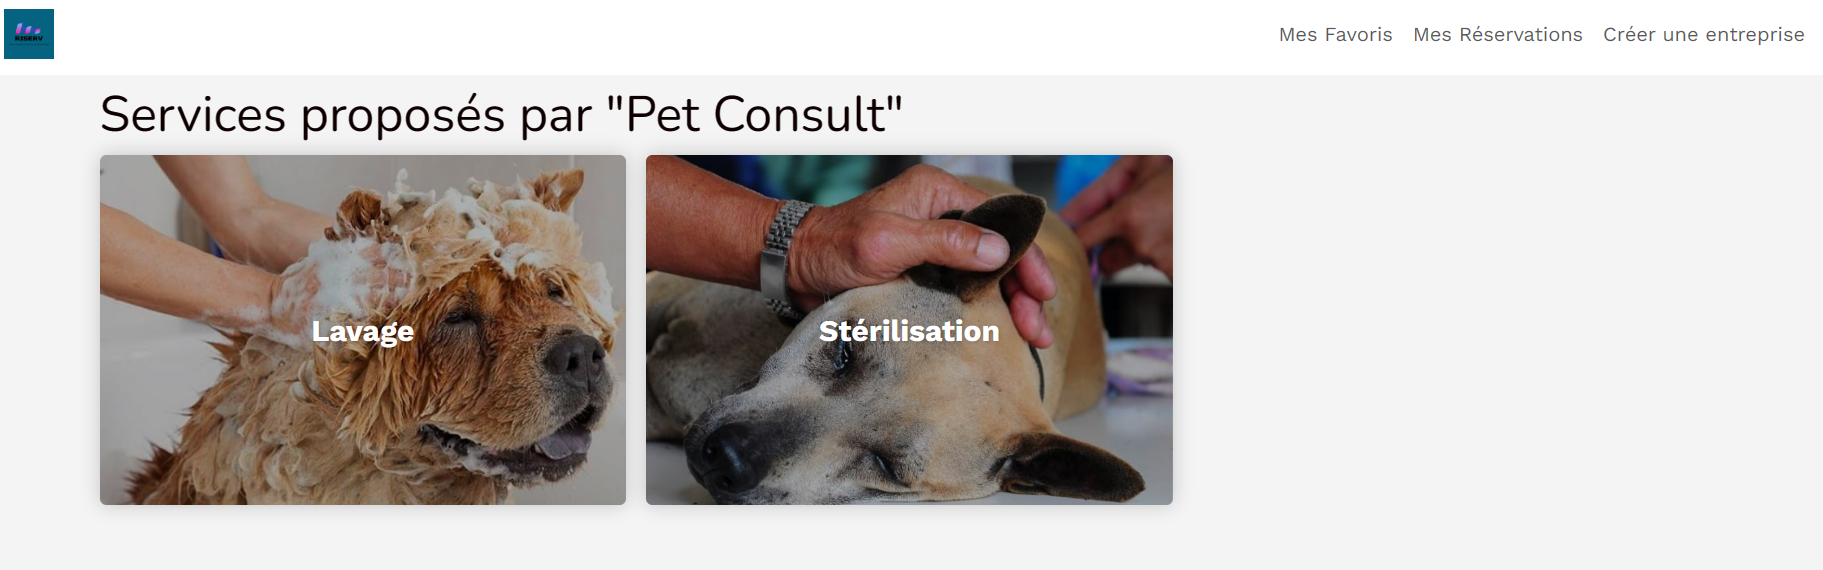 RISERV
Mes Favoris Mes Réservations Créer une entreprise
Services proposés par "Pet Consult"
Lavage
Stérilisation